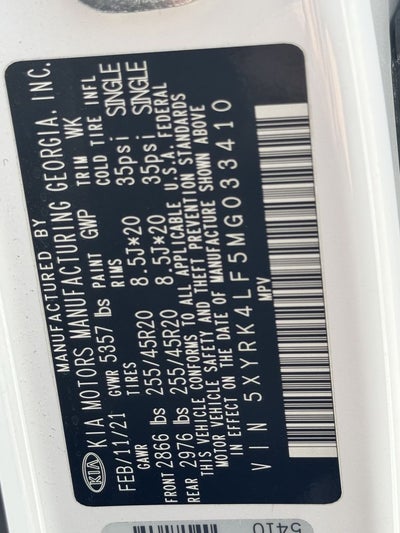 MANUFACTURED BY
KIA KIA MOTORS MANUFACTURING GEORGIA. INC.
FEB/11/21 GVWR 5357 lbs PAINT GWP TRIM WK
GAWR TIRES RIMS COLD TIRE INFL
FRONT 2866 lbs 255/45R20 8.5J*20 35psi SINGLE
REAR 2976 lbs 255/45R20 8.5J*20 35psi SINGLE
THIS VEHICLE CONFORMS TO ALL APPLICABLE U.S.A. FEDERAL
MOTOR VEHICLE SAFETY AND THEFT PREVENTION STANDARDS
IN EFFECT ON THE DATE OF MANUFACTURE SHOWN ABOVE
VIN 5XYRK4LF5MG033410
MPV
5410